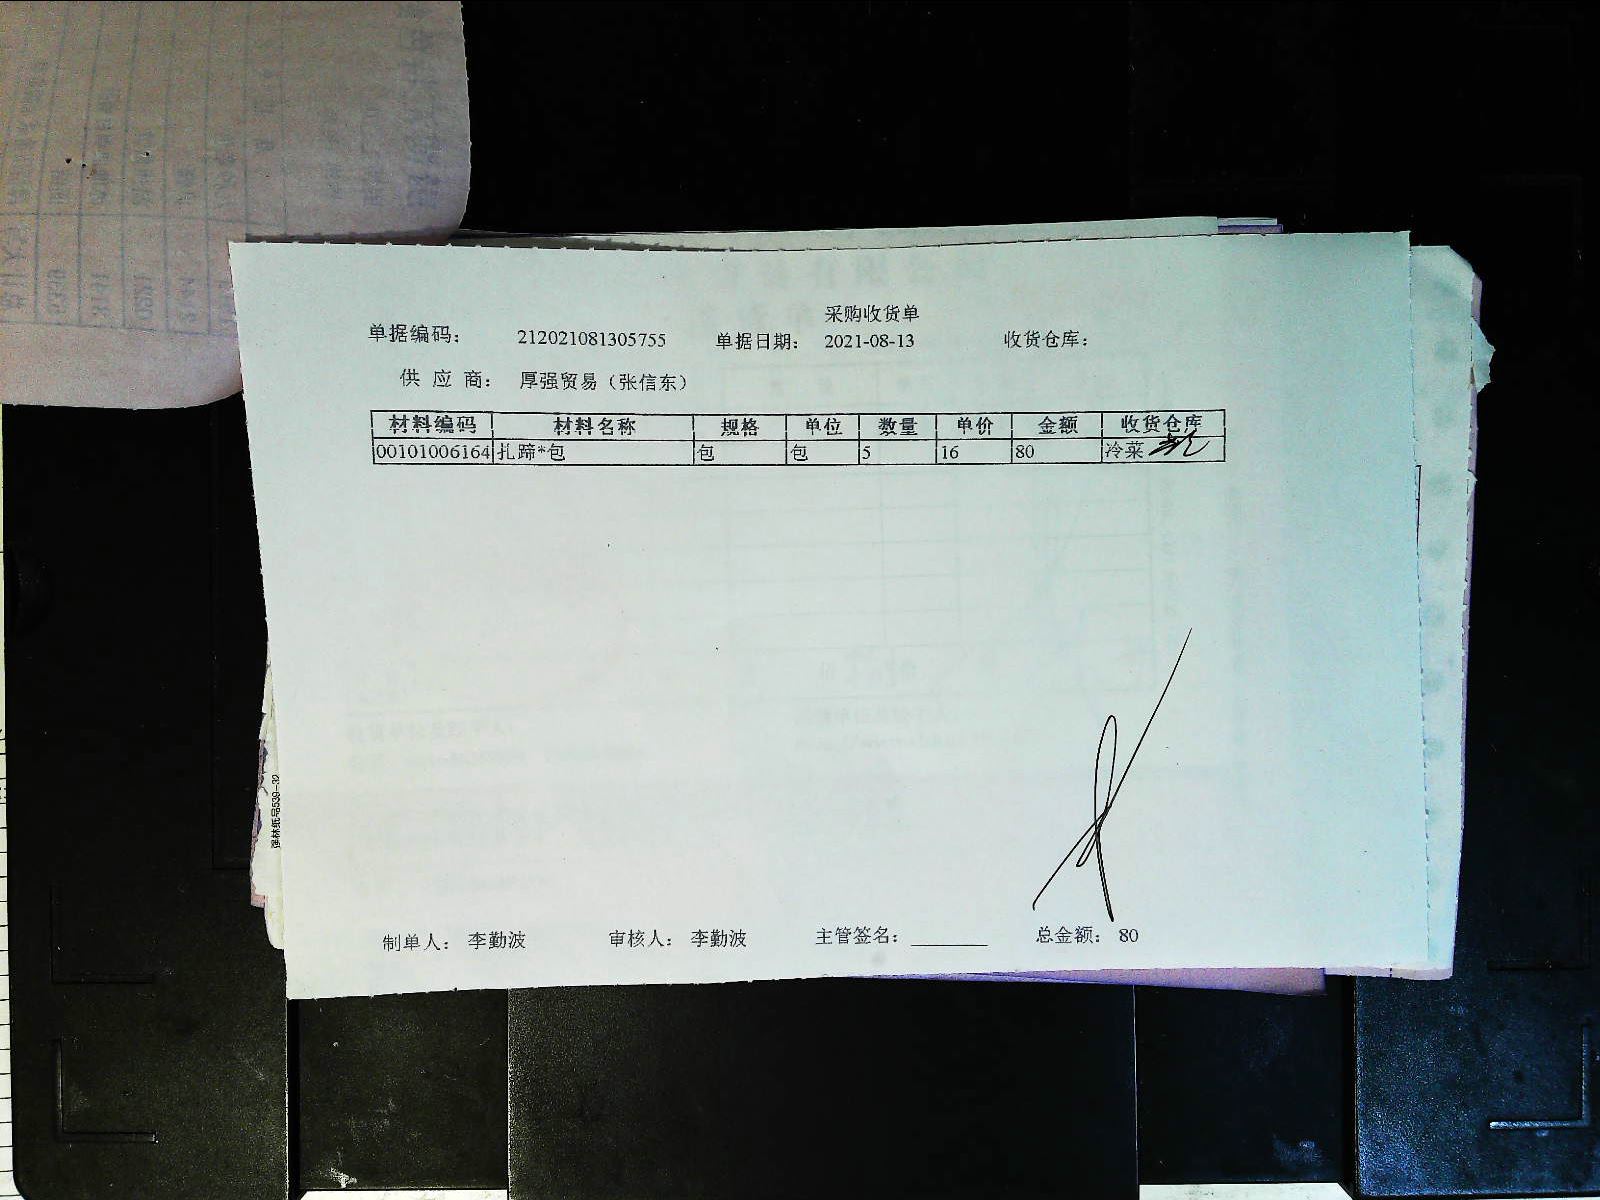 采购收货单
单据编码: 212021081305755 单据日期: 2021-08-13 收货仓库:
供 应 商: 厚强贸易（张信东）
材料编码 材料名称 规格 单位 数量 单价 金额 收货仓库
00101006164 扎蹄*包 包 包 5 16 80 冷菜
制单人: 李勤波 审核人: 李勤波 主管签名: 总金额: 80